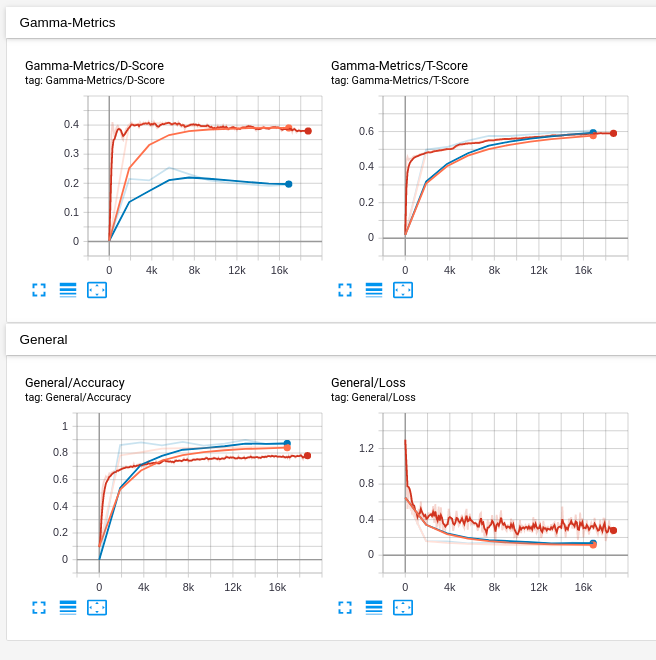 Gamma-Metrics
Gamma-Metrics/D-Score
tag: Gamma-Metrics/D-Score
0.4
0.3
0.2
0.1
0
0 4k 8k 12k 16k
Gamma-Metrics/T-Score
tag: Gamma-Metrics/T-Score
0.6
0.4
0.2
0
0 4k 8k 12k 16k
General
General/Accuracy
tag: General/Accuracy
1
0.8
0.6
0.4
0.2
0
0 4k 8k 12k 16k
General/Loss
tag: General/Loss
1.2
0.8
0.4
0
0 4k 8k 12k 16k